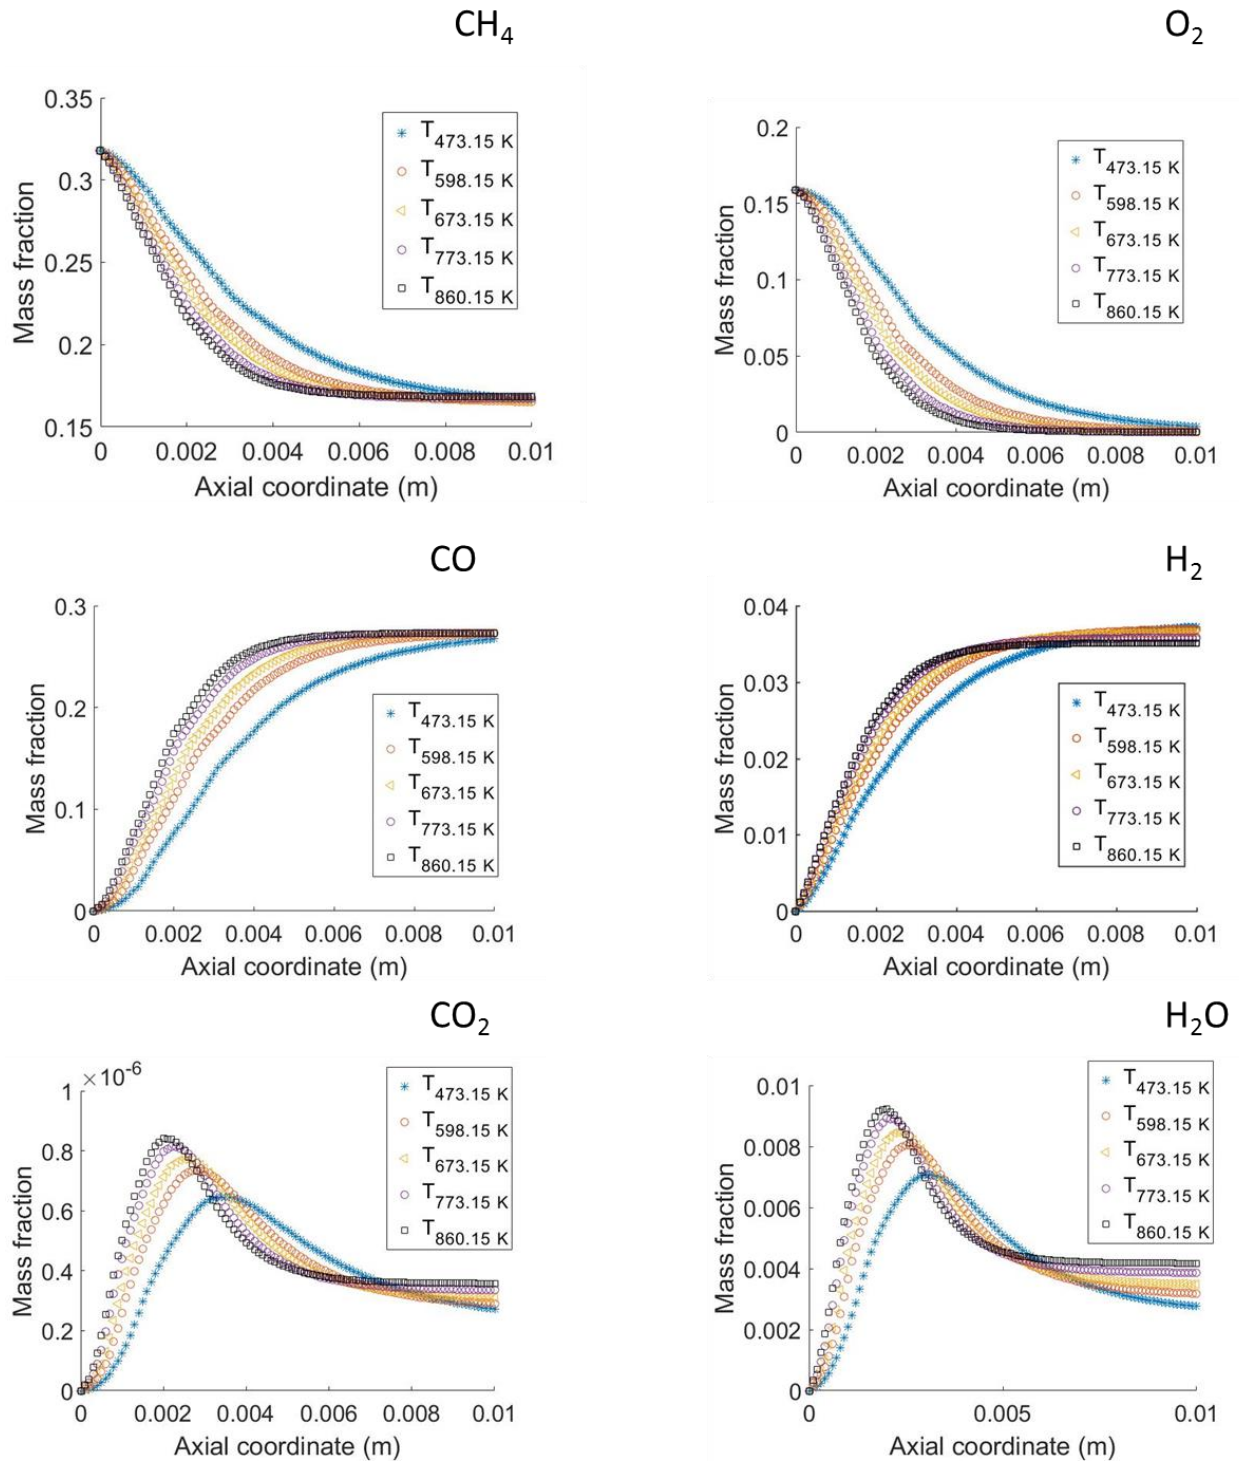 CH₄
0.35
0.3
0.25
0.2
0.15
Mass fraction
0 0.002 0.004 0.006 0.008 0.01
Axial coordinate (m)
T473.15 K
T598.15 K
T673.15 K
T773.15 K
T860.15 K
O₂
0.2
0.15
0.1
0.05
0
Mass fraction
0 0.002 0.004 0.006 0.008 0.01
Axial coordinate (m)
T473.15 K
T598.15 K
T673.15 K
T773.15 K
T860.15 K
CO
0.3
0.2
0.1
0
Mass fraction
0 0.002 0.004 0.006 0.008 0.01
Axial coordinate (m)
T473.15 K
T598.15 K
T673.15 K
T773.15 K
T860.15 K
H₂
0.04
0.03
0.02
0.01
0
Mass fraction
0 0.002 0.004 0.006 0.008 0.01
Axial coordinate (m)
T473.15 K
T598.15 K
T673.15 K
T773.15 K
T860.15 K
CO₂
×10⁻⁶
1
0.8
0.6
0.4
0.2
0
Mass fraction
0 0.002 0.004 0.006 0.008 0.01
Axial coordinate (m)
T473.15 K
T598.15 K
T673.15 K
T773.15 K
T860.15 K
H₂O
0.01
0.008
0.006
0.004
0.002
0
Mass fraction
0 0.005 0.01
Axial coordinate (m)
T473.15 K
T598.15 K
T673.15 K
T773.15 K
T860.15 K